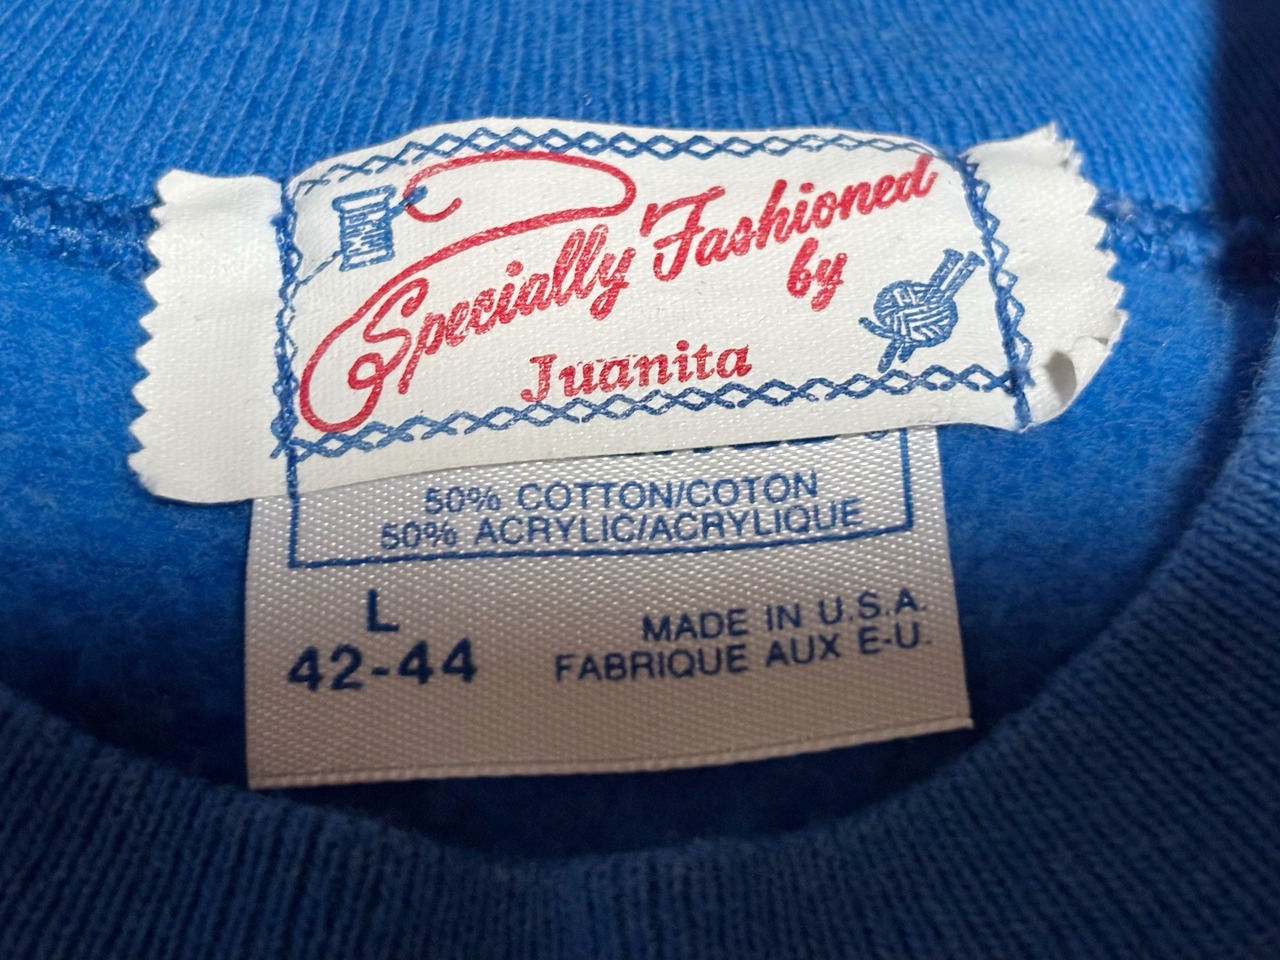 Specially Fashioned
by
Juanita
50% COTTON/COTON
50% ACRYLIC/ACRYLIQUE
L
42-44
MADE IN U.S.A.
FABRIQUE AUX E-U.